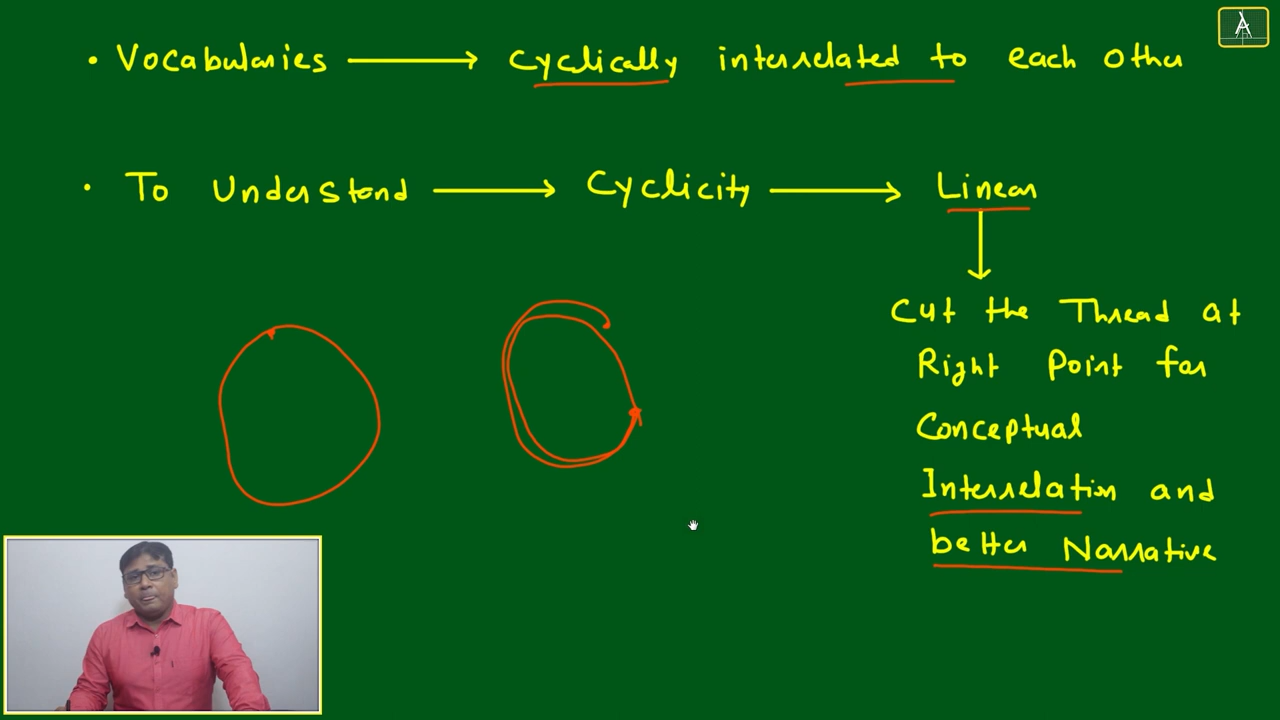 • Vocabularies → Cyclically interrelated to each other
• To Understand → Cyclicity → Linear
Cut the Thread at
Right Point for
Conceptual
Interrelation and
better Narrative
A